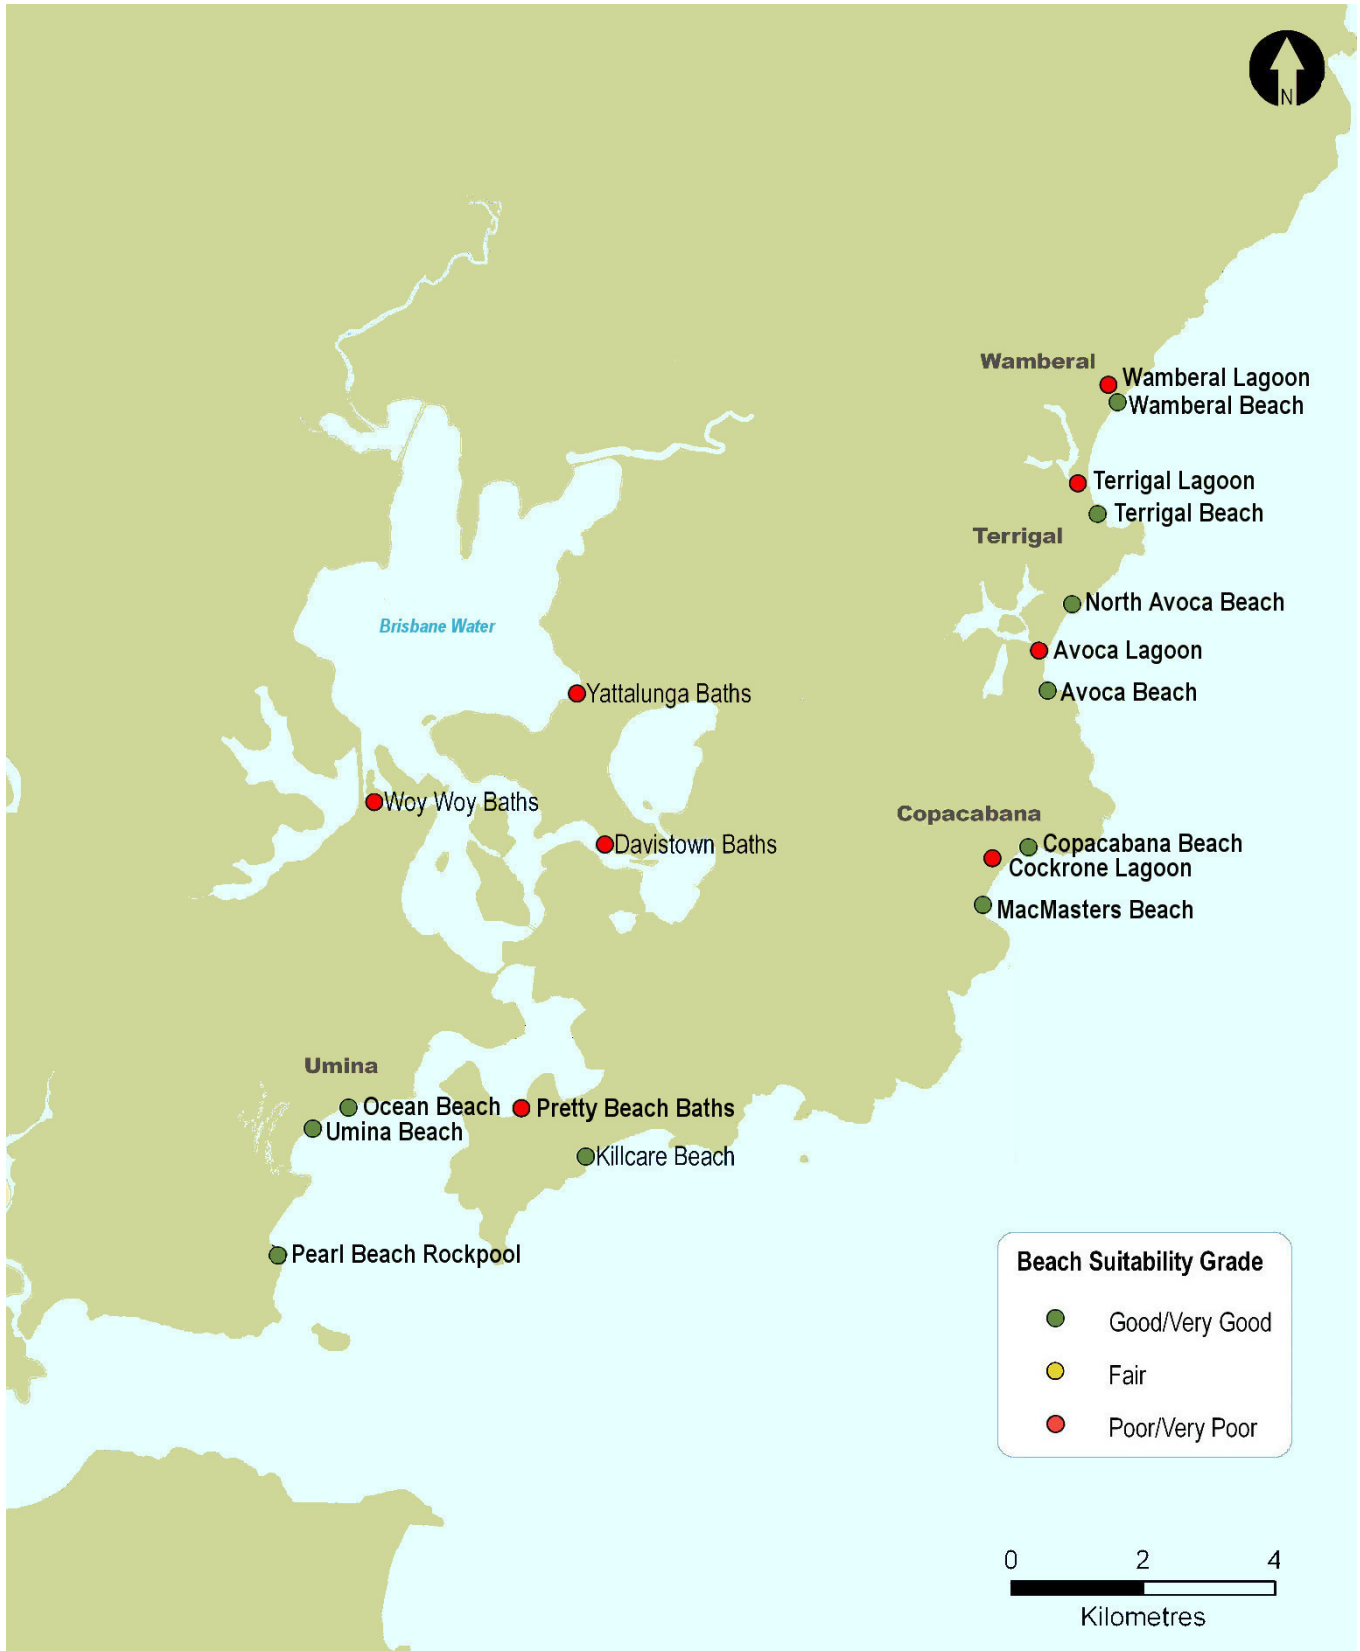 N
Wamberal
Wamberal Lagoon
Wamberal Beach
Terrigal Lagoon
Terrigal Beach
Terrigal
North Avoca Beach
Brisbane Water
Avoca Lagoon
Yattalunga Baths
Avoca Beach
Woy Woy Baths
Copacabana
Davistown Baths
Copacabana Beach
Cockrone Lagoon
MacMasters Beach
Umina
Ocean Beach
Pretty Beach Baths
Umina Beach
Killcare Beach
Pearl Beach Rockpool
Beach Suitability Grade
Good/Very Good
Fair
Poor/Very Poor
0 2 4
Kilometres